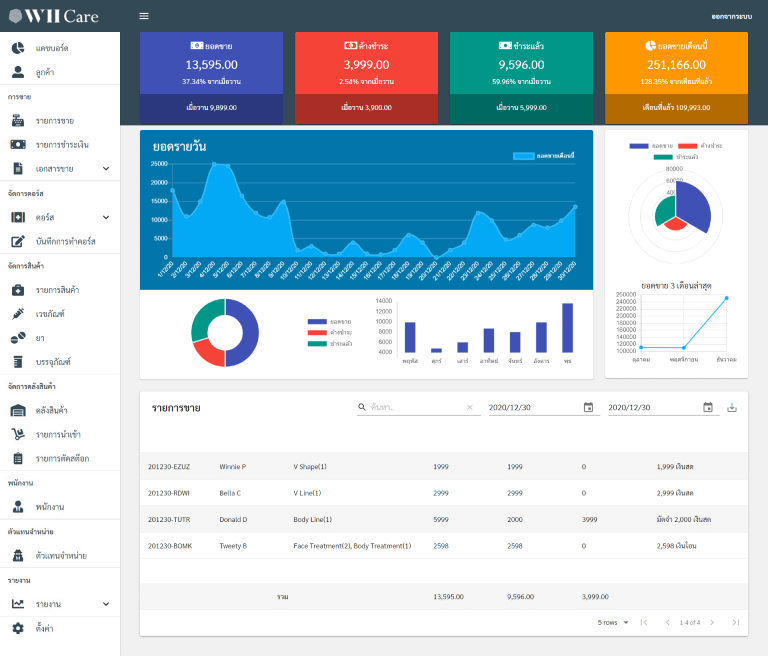 WII Care
ออกจากระบบ
แดชบอร์ด
ลูกค้า
การขาย
รายการขาย
รายการชำระเงิน
เอกสารขาย
จัดการคอร์ส
คอร์ส
บันทึกการทำคอร์ส
จัดการสินค้า
รายการสินค้า
เวชภัณฑ์
ยา
บรรจุภัณฑ์
จัดการคลังสินค้า
คลังสินค้า
รายการนำเข้า
รายการตัดสต๊อก
พนักงาน
พนักงาน
ตัวแทนจำหน่าย
ตัวแทนจำหน่าย
รายงาน
รายงาน
ตั้งค่า
ยอดขาย
13,595.00
37.34% จากเมื่อวาน
เมื่อวาน 9,899.00
ค้างชำระ
3,999.00
2.54% จากเมื่อวาน
เมื่อวาน 3,900.00
ชำระแล้ว
9,596.00
59.96% จากเมื่อวาน
เมื่อวาน 5,999.00
ยอดขายเดือนนี้
251,166.00
128.35% จากเดือนที่แล้ว
เดือนที่แล้ว 109,993.00
ยอดรายวัน
ยอดขายเดือนนี้
25000
20000
15000
10000
5000
0
1/12/20 2/12/20 3/12/20 4/12/20 5/12/20 6/12/20 7/12/20 8/12/20 9/12/20 10/12/20 11/12/20 12/12/20 13/12/20 14/12/20 15/12/20 16/12/20 17/12/20 18/12/20 19/12/20 20/12/20 21/12/20 22/12/20 23/12/20 24/12/20 25/12/20 26/12/20 27/12/20 28/12/20 29/12/20 30/12/20
ยอดขาย
ค้างชำระ
ชำระแล้ว
14000
12000
10000
8000
6000
4000
พฤหัส ศุกร์ เสาร์ อาทิตย์ จันทร์ อังคาร พุธ
ยอดขาย ค้างชำระ
ชำระแล้ว
80000
ยอดขาย 3 เดือนล่าสุด
260000
240000
220000
200000
180000
160000
140000
120000
100000
ตุลาคม พฤศจิกายน ธันวาคม
รายการขาย
ค้นหา...
2020/12/30
2020/12/30
201230-EZUZ Winnie P V Shape(1) 1999 1999 0 1,999 เงินสด
201230-RDWI Bella C V Line(1) 2999 2999 0 2,999 เงินสด
201230-TUTR Donald D Body Line(1) 5999 2000 3999 มัดจำ 2,000 เงินสด
201230-BOMK Tweety B Face Treatment(2), Body Treatment(1) 2598 2598 0 2,598 เงินโอน
รวม 13,595.00 9,596.00 3,999.00
5 rows 1-4 of 4